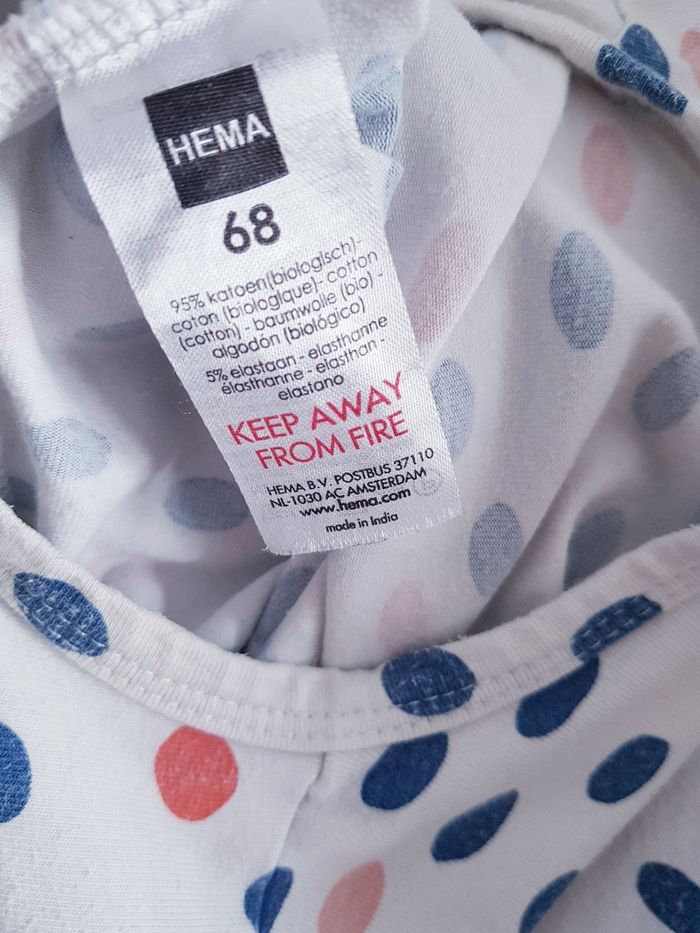 HEMA
68
95% katoen(biologisch)-
coton (biologique)- cotton
(cotton) - baumwolle (bio) -
algodón (biológico)
5% elastaan - elasthanne
élasthanne - elasthan -
elastano
KEEP AWAY
FROM FIRE
HEMA B.V. POSTBUS 37110
NL-1030 AC AMSTERDAM
www.hema.com
made in India